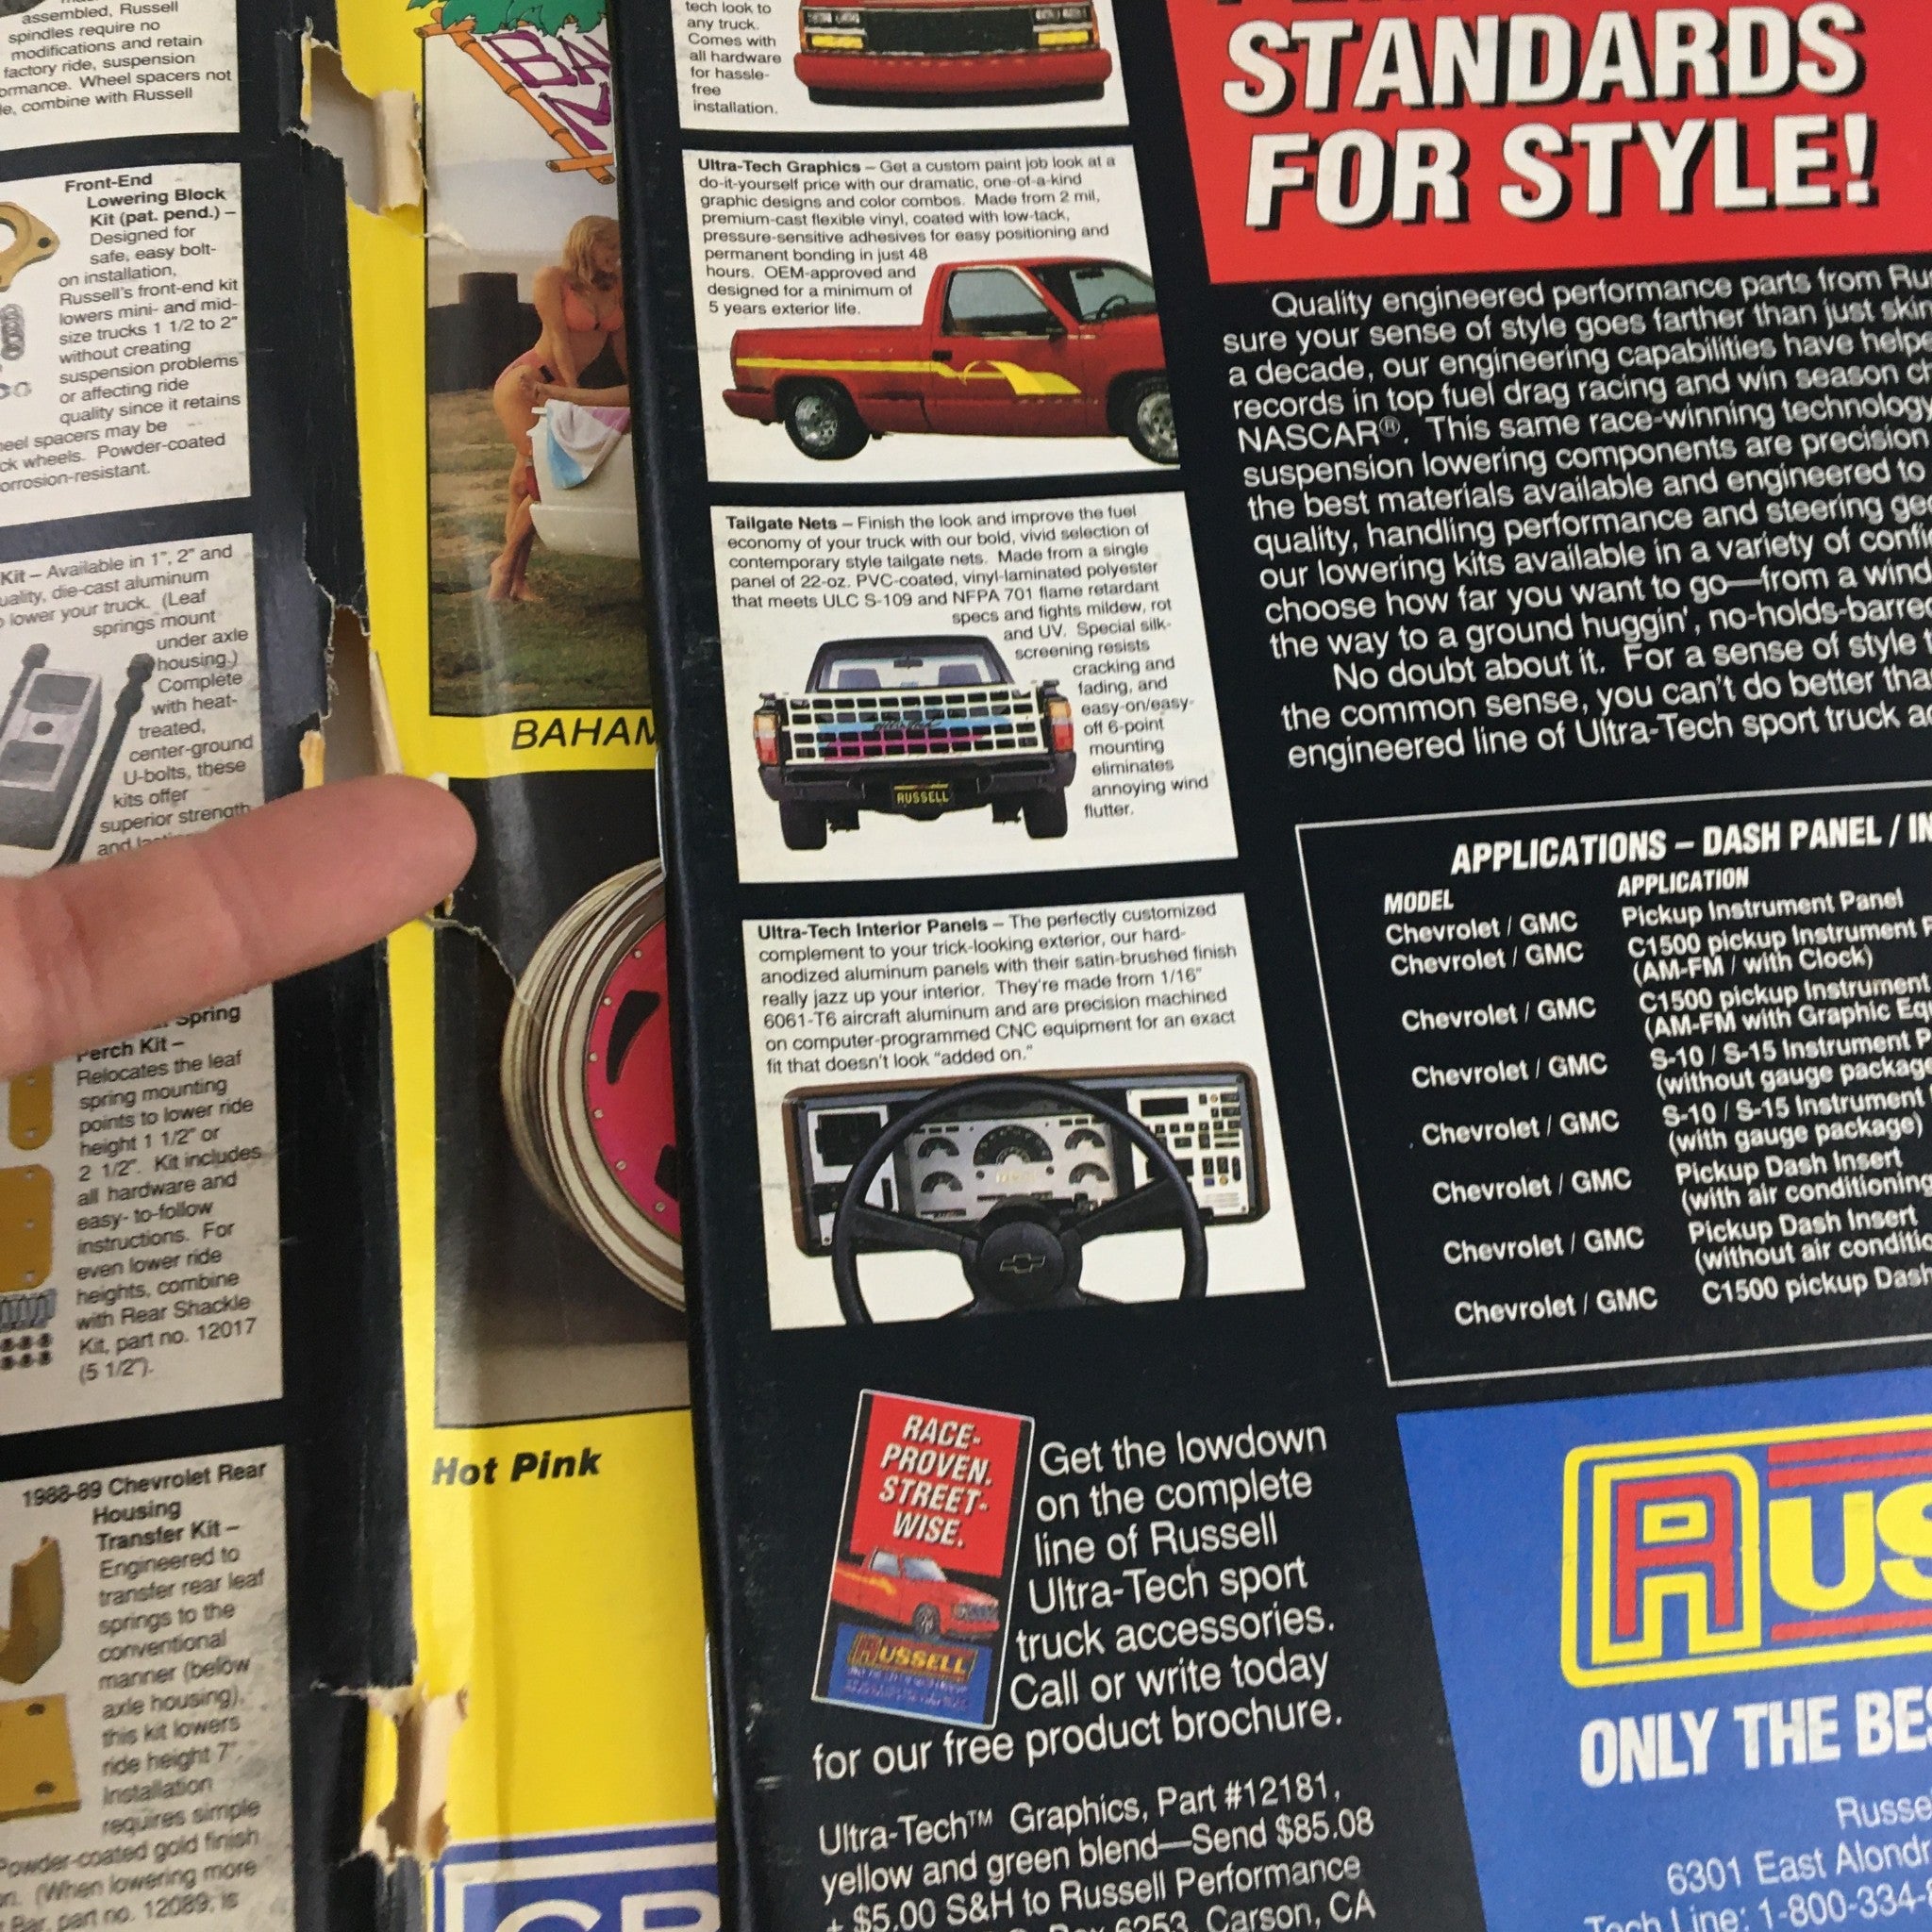 assembled, Russell
spindles require no
modifications and retain
factory ride, suspension
ormance. Wheel spacers not
le, combine with Russell
Front-End
Lowering Block
Kit (pat. pend.) –
Designed for
safe, easy bolt-
on installation,
Russell's front-end kit
lowers mini- and mid-
size trucks 1 1/2 to 2"
without creating
suspension problems
or affecting ride
quality since it retains
heel spacers may be
ck wheels. Powder-coated
orrosion-resistant.
Kit – Available in 1", 2" and
uality, die-cast aluminum
o lower your truck. (Leaf
springs mount
under axle
housing.)
Complete
with heat-
treated,
center-ground
U-bolts, these
kits offer
superior strength
and
Spring
Perch Kit –
Relocates the leaf
spring mounting
points to lower ride
height 1 1/2" or
2 1/2". Kit includes
all hardware and
easy- to-follow
instructions. For
even lower ride
heights, combine
with Rear Shackle
Kit, part no. 12017
(5 1/2").
1988-89 Chevrolet Rear
Housing
Transfer Kit –
Engineered to
transfer rear leaf
springs to the
conventional
manner (below
axle housing),
this kit lowers
ride height 7".
Installation
requires simple
Powder-coated gold finish
n. (When lowering more
Bar, part no. 12089, is
BA
BAHAM
Hot Pink
GR
tech look to
any truck.
Comes with
all hardware
for hassle-
free
installation.
Ultra-Tech Graphics – Get a custom paint job look at a
do-it-yourself price with our dramatic, one-of-a-kind
graphic designs and color combos. Made from 2 mil,
premium-cast flexible vinyl, coated with low-tack,
pressure-sensitive adhesives for easy positioning and
permanent bonding in just 48
hours. OEM-approved and
designed for a minimum of
5 years exterior life.
Tailgate Nets – Finish the look and improve the fuel
economy of your truck with our bold, vivid selection of
contemporary style tailgate nets. Made from a single
panel of 22-oz. PVC-coated, vinyl-laminated polyester
that meets ULC S-109 and NFPA 701 flame retardant
specs and fights mildew, rot
and UV. Special silk-
screening resists
cracking and
fading, and
easy-on/easy-
off 6-point
mounting
eliminates
annoying wind
flutter.
RUSSELL
Ultra-Tech Interior Panels – The perfectly customized
complement to your trick-looking exterior, our hard-
anodized aluminum panels with their satin-brushed finish
really jazz up your interior. They're made from 1/16"
6061-T6 aircraft aluminum and are precision machined
on computer-programmed CNC equipment for an exact
fit that doesn't look "added on."
RACE-
PROVEN.
STREET-
WISE.
RUSSELL
Get the lowdown
on the complete
line of Russell
Ultra-Tech sport
truck accessories.
Call or write today
for our free product brochure.
Ultra-Tech™ Graphics, Part #12181,
yellow and green blend—Send $85.08
+ $5.00 S&H to Russell Performance
Box 6253, Carson, CA
STANDARDS
FOR STYLE!
Quality engineered performance parts from Ru
sure your sense of style goes farther than just skin
a decade, our engineering capabilities have helpe
records in top fuel drag racing and win season ch
NASCAR®. This same race-winning technology
suspension lowering components are precision
the best materials available and engineered to
quality, handling performance and steering ge
our lowering kits available in a variety of confi
choose how far you want to go—from a wind
the way to a ground huggin', no-holds-barre
No doubt about it. For a sense of style
the common sense, you can't do better tha
engineered line of Ultra-Tech sport truck a
APPLICATIONS – DASH PANEL / IN
MODEL APPLICATION
Chevrolet / GMC Pickup Instrument Panel
Chevrolet / GMC C1500 pickup Instrument P
(AM-FM / with Clock)
Chevrolet / GMC C1500 pickup Instrument
(AM-FM with Graphic Eq
Chevrolet / GMC S-10 / S-15 Instrument P
(without gauge package
Chevrolet / GMC S-10 / S-15 Instrument
(with gauge package)
Chevrolet / GMC Pickup Dash Insert
(with air conditioning
Chevrolet / GMC Pickup Dash Insert
(without air conditio
Chevrolet / GMC C1500 pickup Dash
RUS
ONLY THE BE
Russe
6301 East Alondr
Tech Line: 1-800-334-